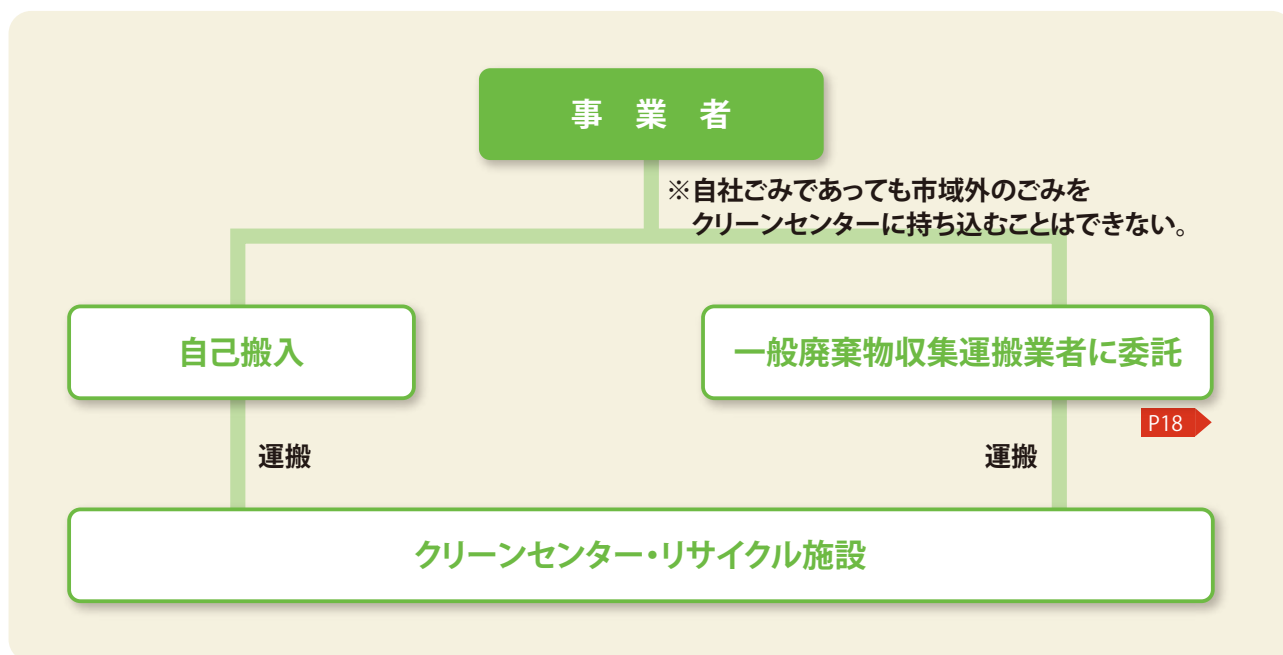 事業者
※自社ごみであっても市域外のごみを
クリーンセンターに持ち込むことはできない。
自己搬入
一般廃棄物収集運搬業者に委託
P18
運搬
運搬
クリーンセンター・リサイクル施設